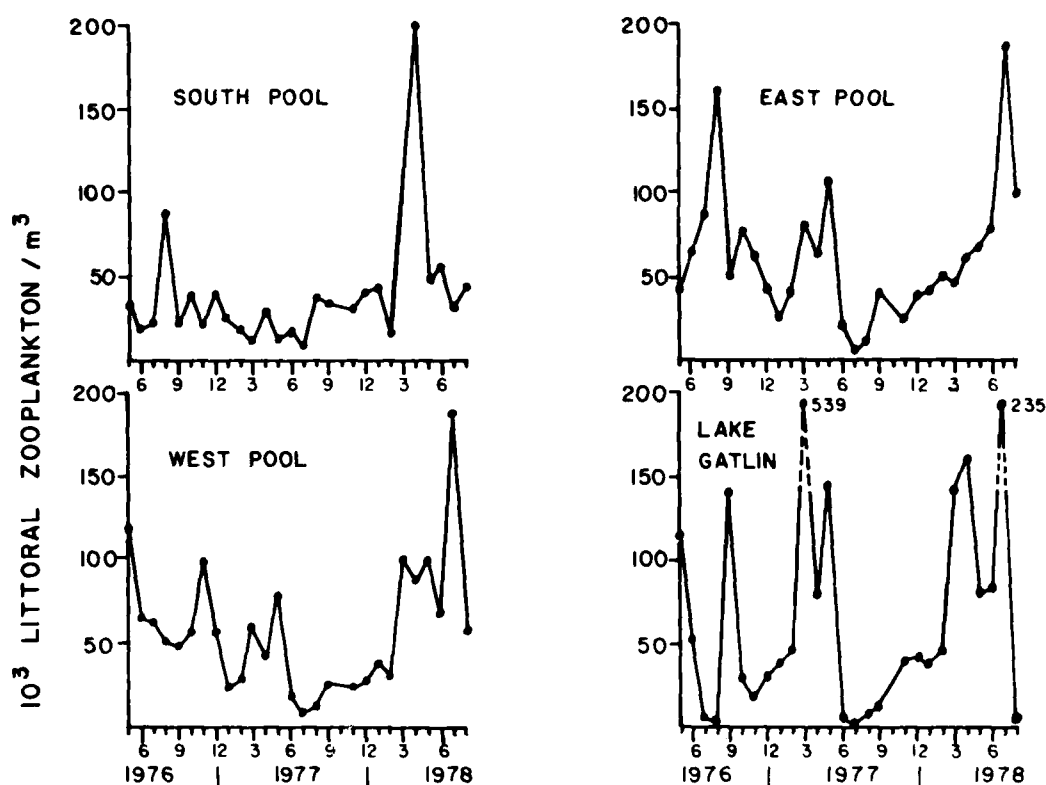 10³ LITTORAL ZOOPLANKTON / m³
200
150
100
50
SOUTH POOL
6 9 12 3 6 9 12 3 6
200
150
100
50
EAST POOL
6 9 12 3 6 9 12 3 6
200
150
100
50
WEST POOL
6 9 12 3 6 9 12 3 6
1976 | 1977 | 1978
200
150
100
50
LAKE
GATLIN
539
235
6 9 12 3 6 9 12 3 6
1976 | 1977 | 1978